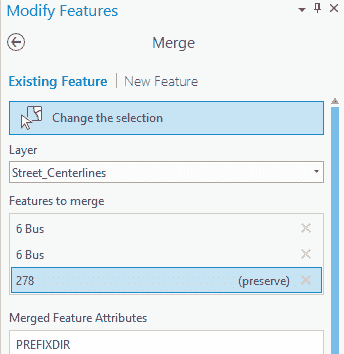 Modify Features
Merge
Existing Feature New Feature
Change the selection
Layer
Street_Centerlines
Features to merge
6 Bus
6 Bus
278 (preserve)
Merged Feature Attributes
PREFIXDIR